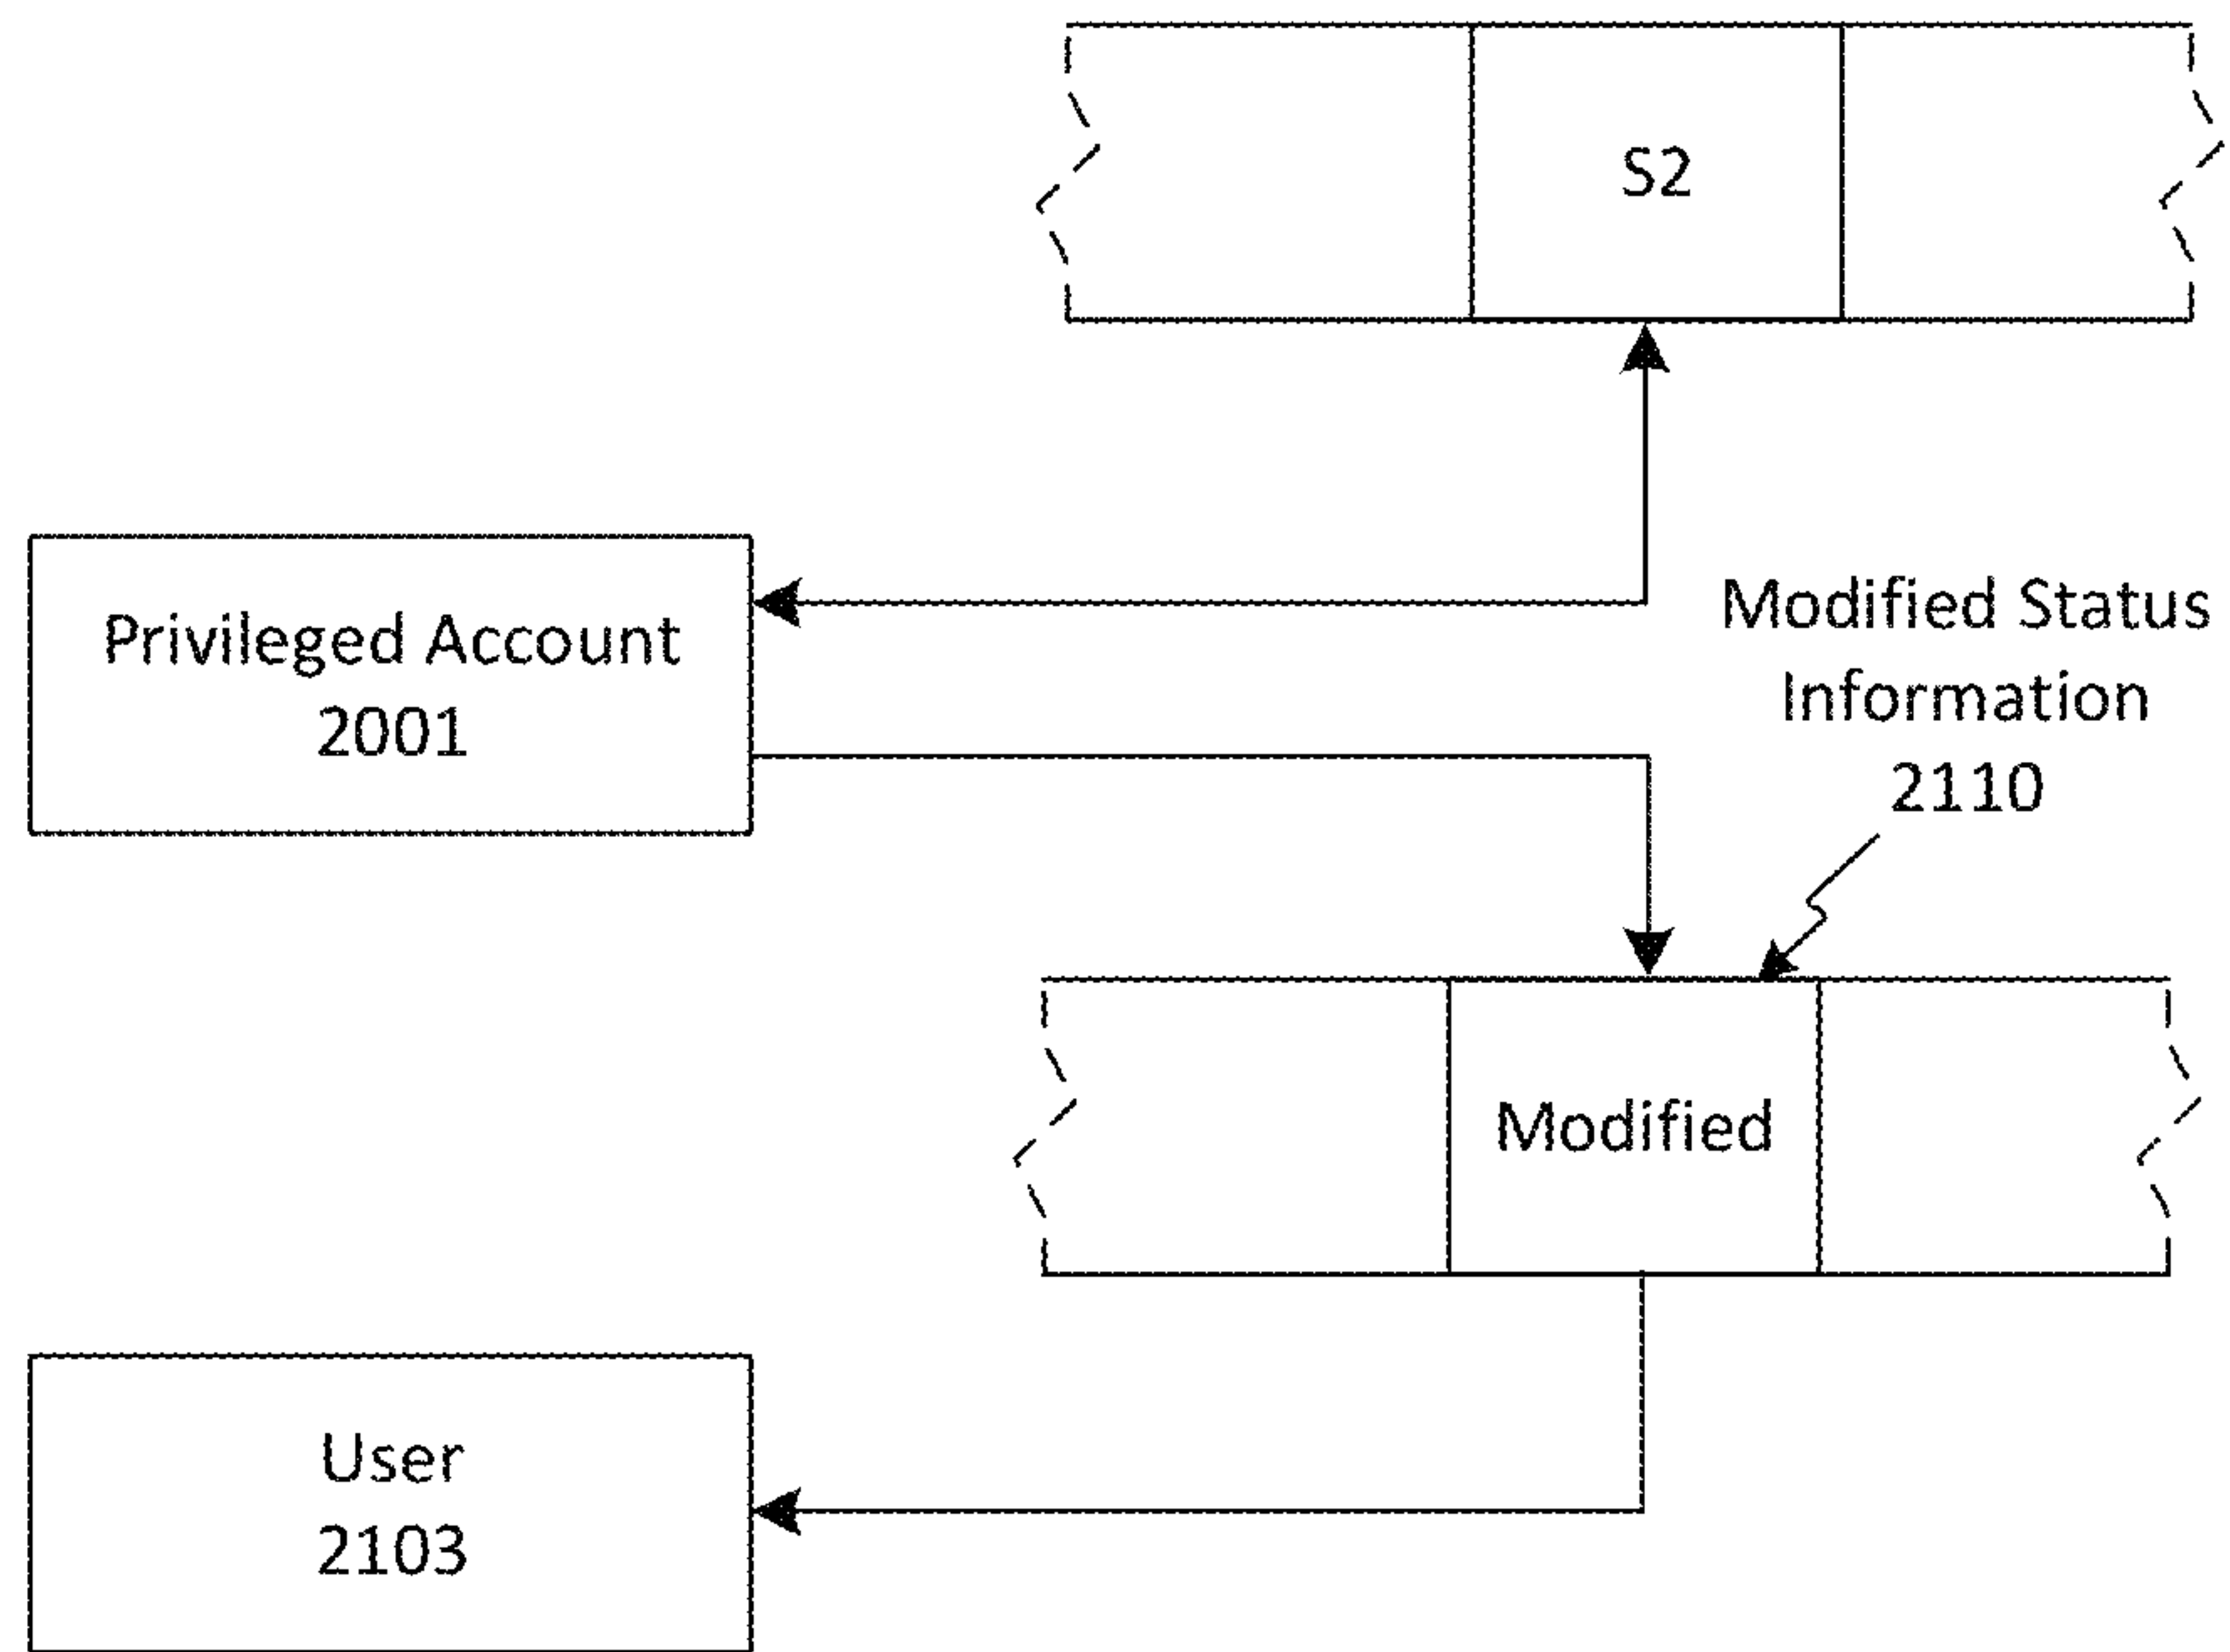 S2
Privileged Account
2001
Modified Status
Information
2110
Modified
User
2103